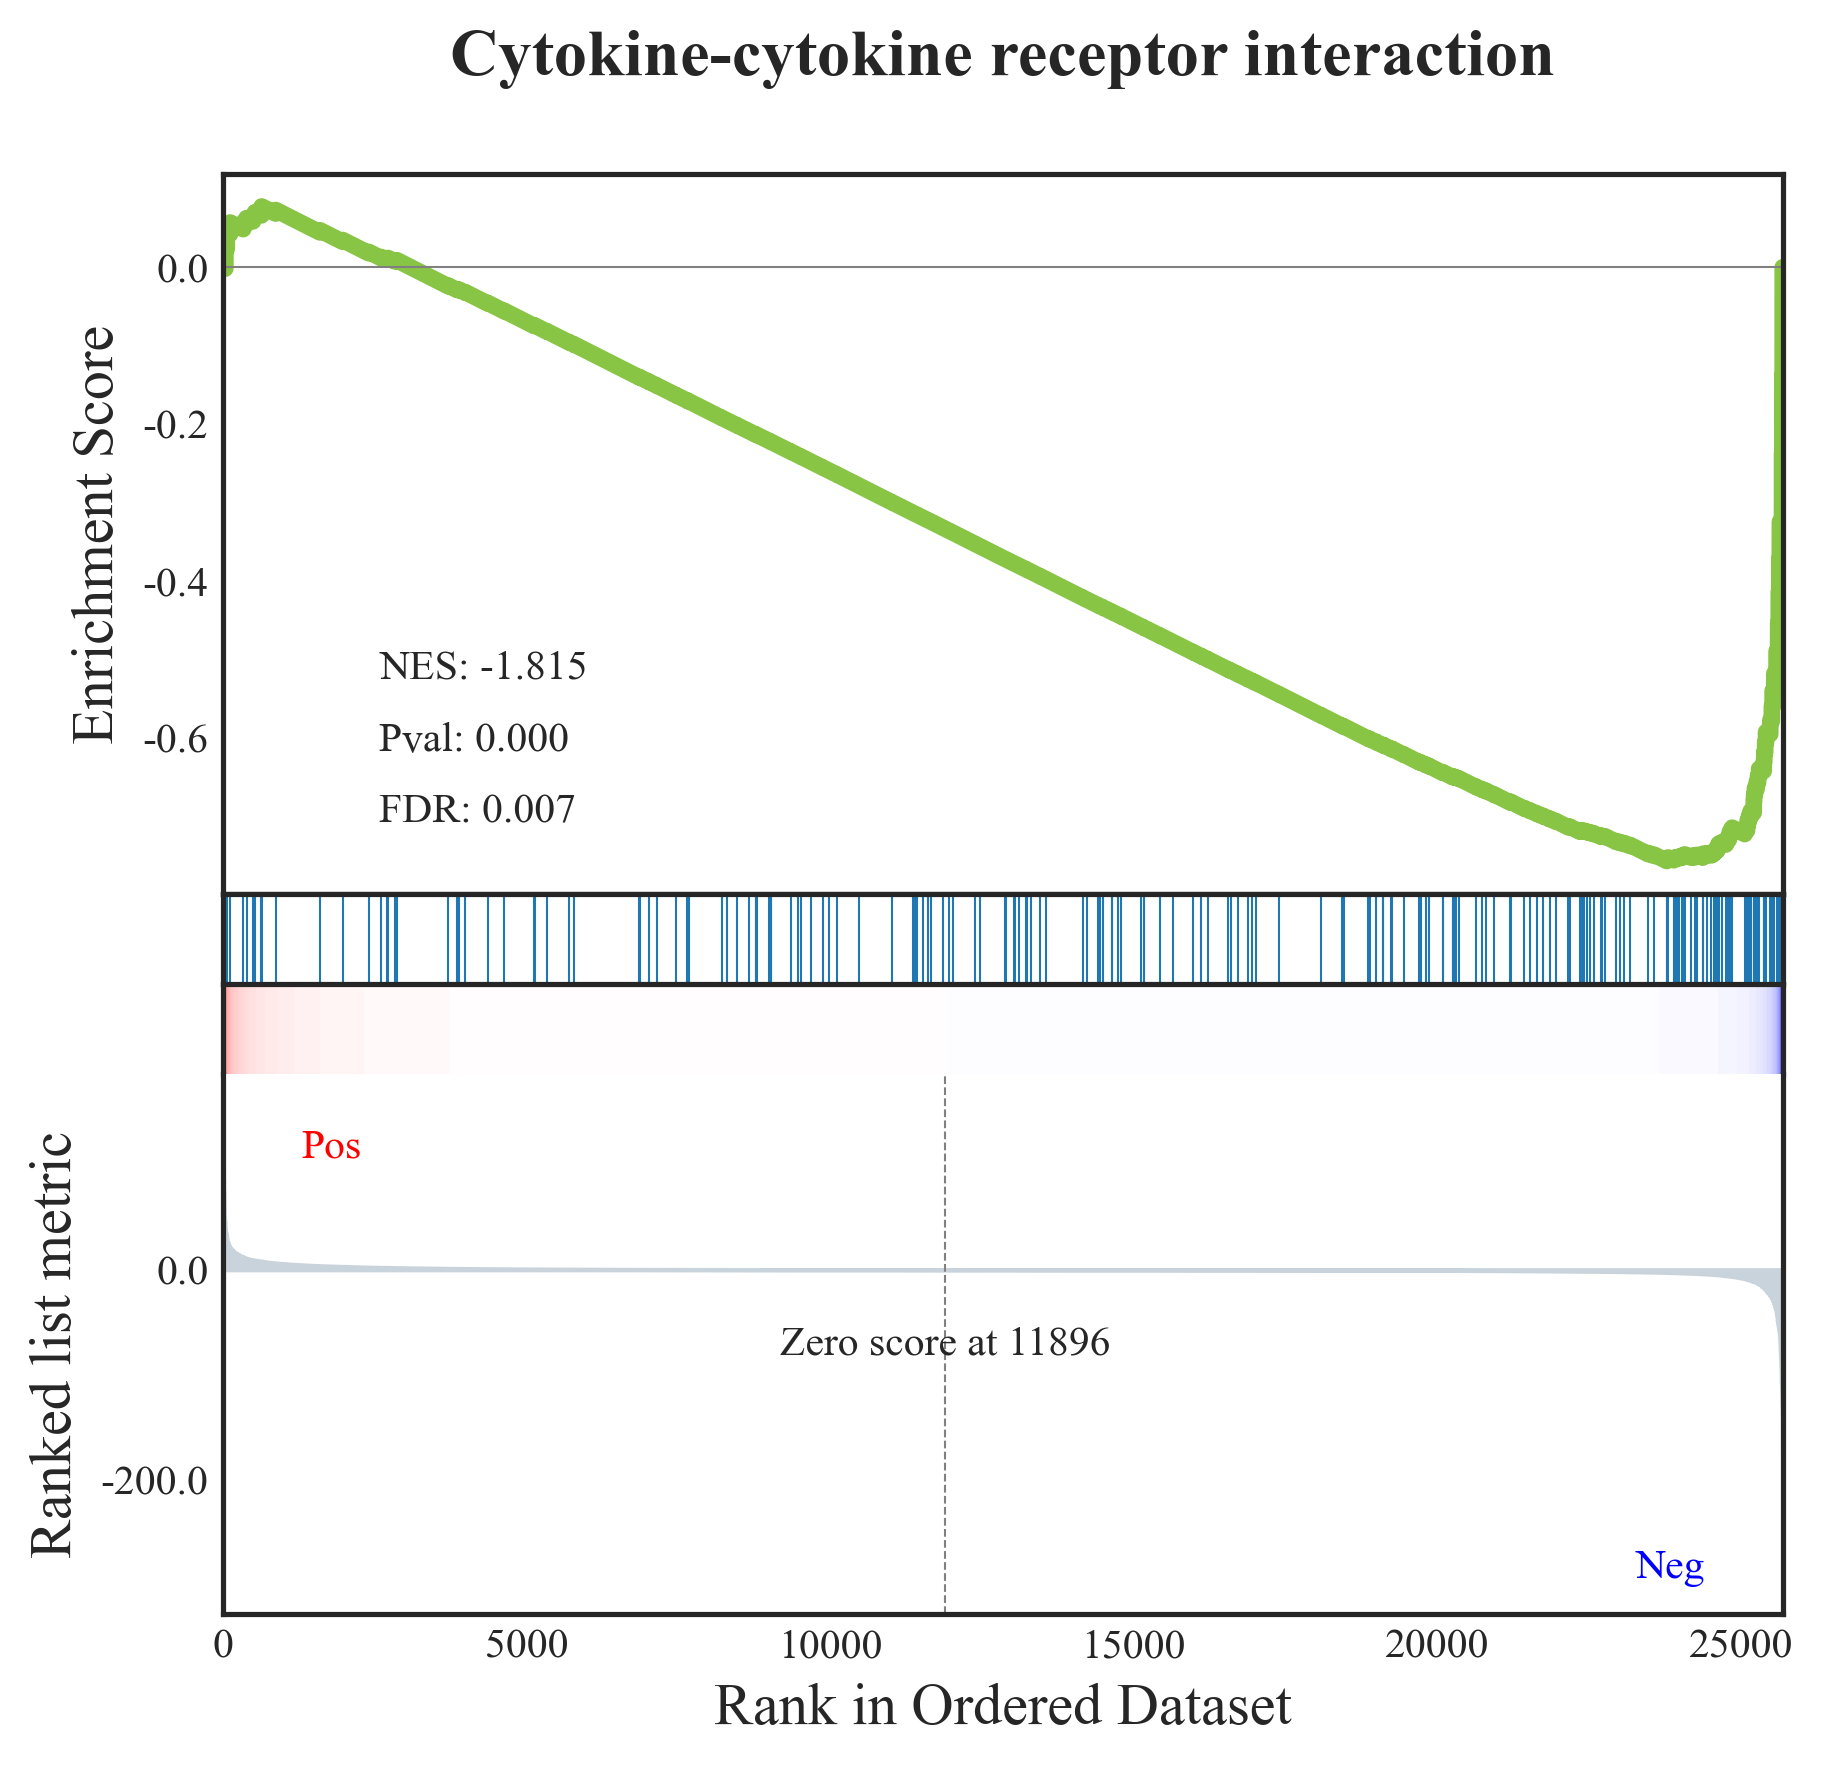 Cytokine-cytokine receptor interaction
Enrichment Score
0.0
-0.2
-0.4
-0.6
NES: -1.815
Pval: 0.000
FDR: 0.007
Ranked list metric
Pos
0.0
Zero score at 11896
-200.0
Neg
0 5000 10000 15000 20000 25000
Rank in Ordered Dataset